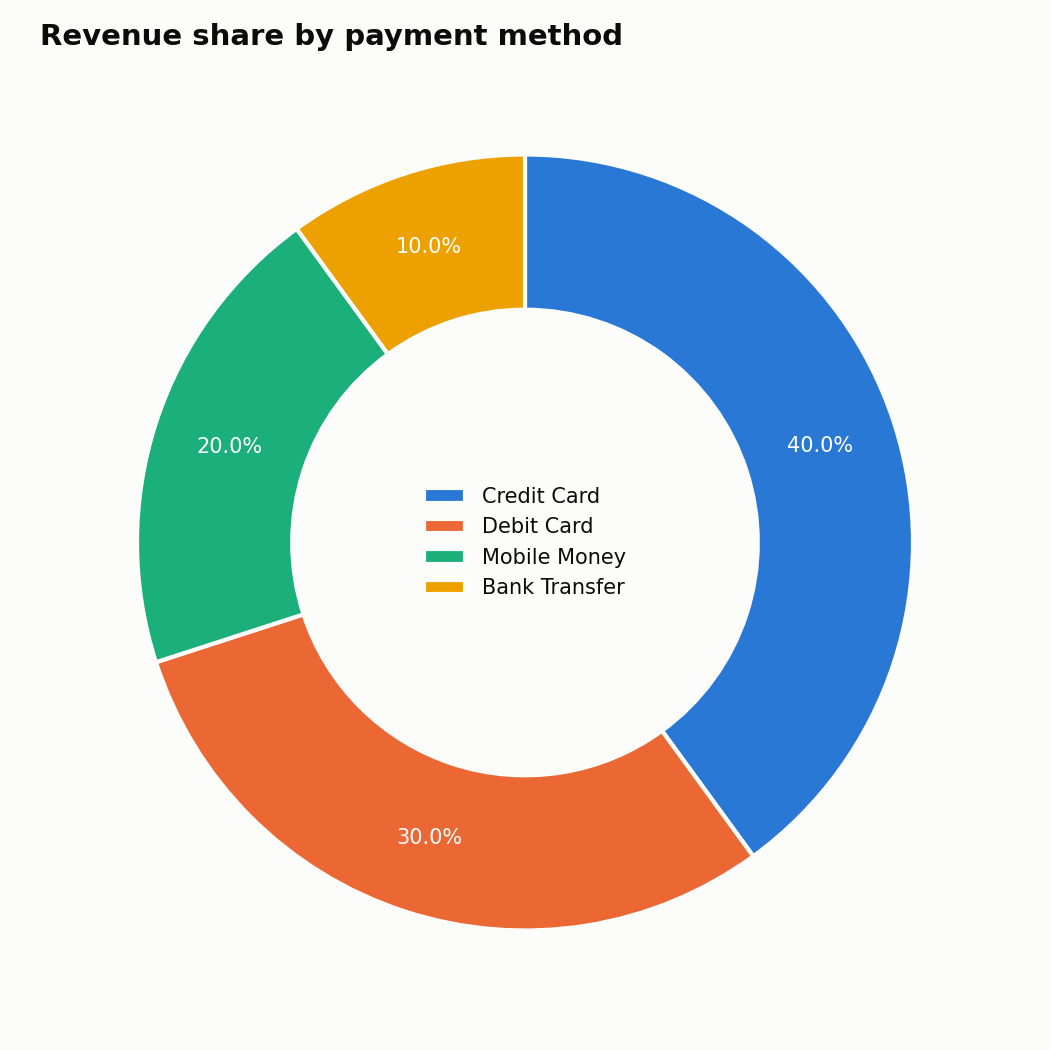 Revenue share by payment method
10.0%
40.0%
20.0%
Credit Card
Debit Card
Mobile Money
Bank Transfer
30.0%